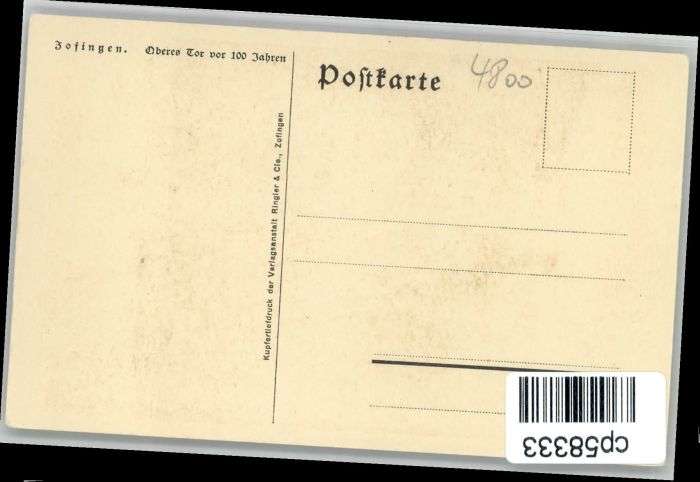 Zofingen. Oberes Tor vor 100 Jahren
Postkarte
4800
Kupfertiefdruck der Verlagsanstalt Ringier & Cie., Zofingen
cp58333